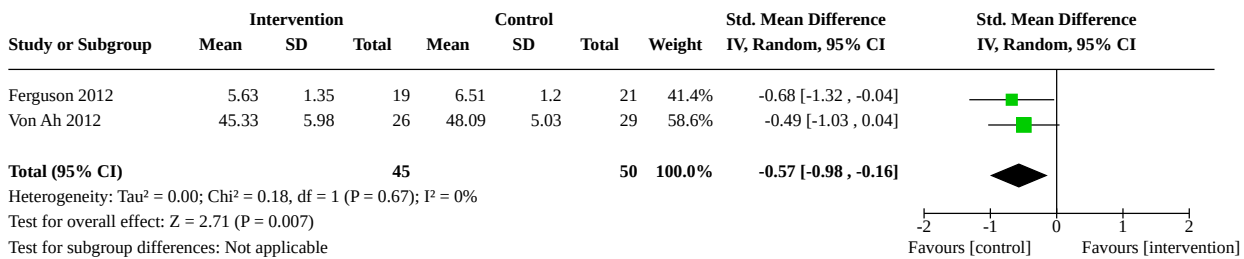 Intervention Control Std. Mean Difference Std. Mean Difference
Study or Subgroup Mean SD Total Mean SD Total Weight IV, Random, 95% CI IV, Random, 95% CI
Ferguson 2012 5.63 1.35 19 6.51 1.2 21 41.4% -0.68 [-1.32 , -0.04]
Von Ah 2012 45.33 5.98 26 48.09 5.03 29 58.6% -0.49 [-1.03 , 0.04]
Total (95% CI) 45 50 100.0% -0.57 [-0.98 , -0.16]
Heterogeneity: Tau² = 0.00; Chi² = 0.18, df = 1 (P = 0.67); I² = 0%
Test for overall effect: Z = 2.71 (P = 0.007)
-2 -1 0 1 2
Test for subgroup differences: Not applicable
Favours [control] Favours [intervention]